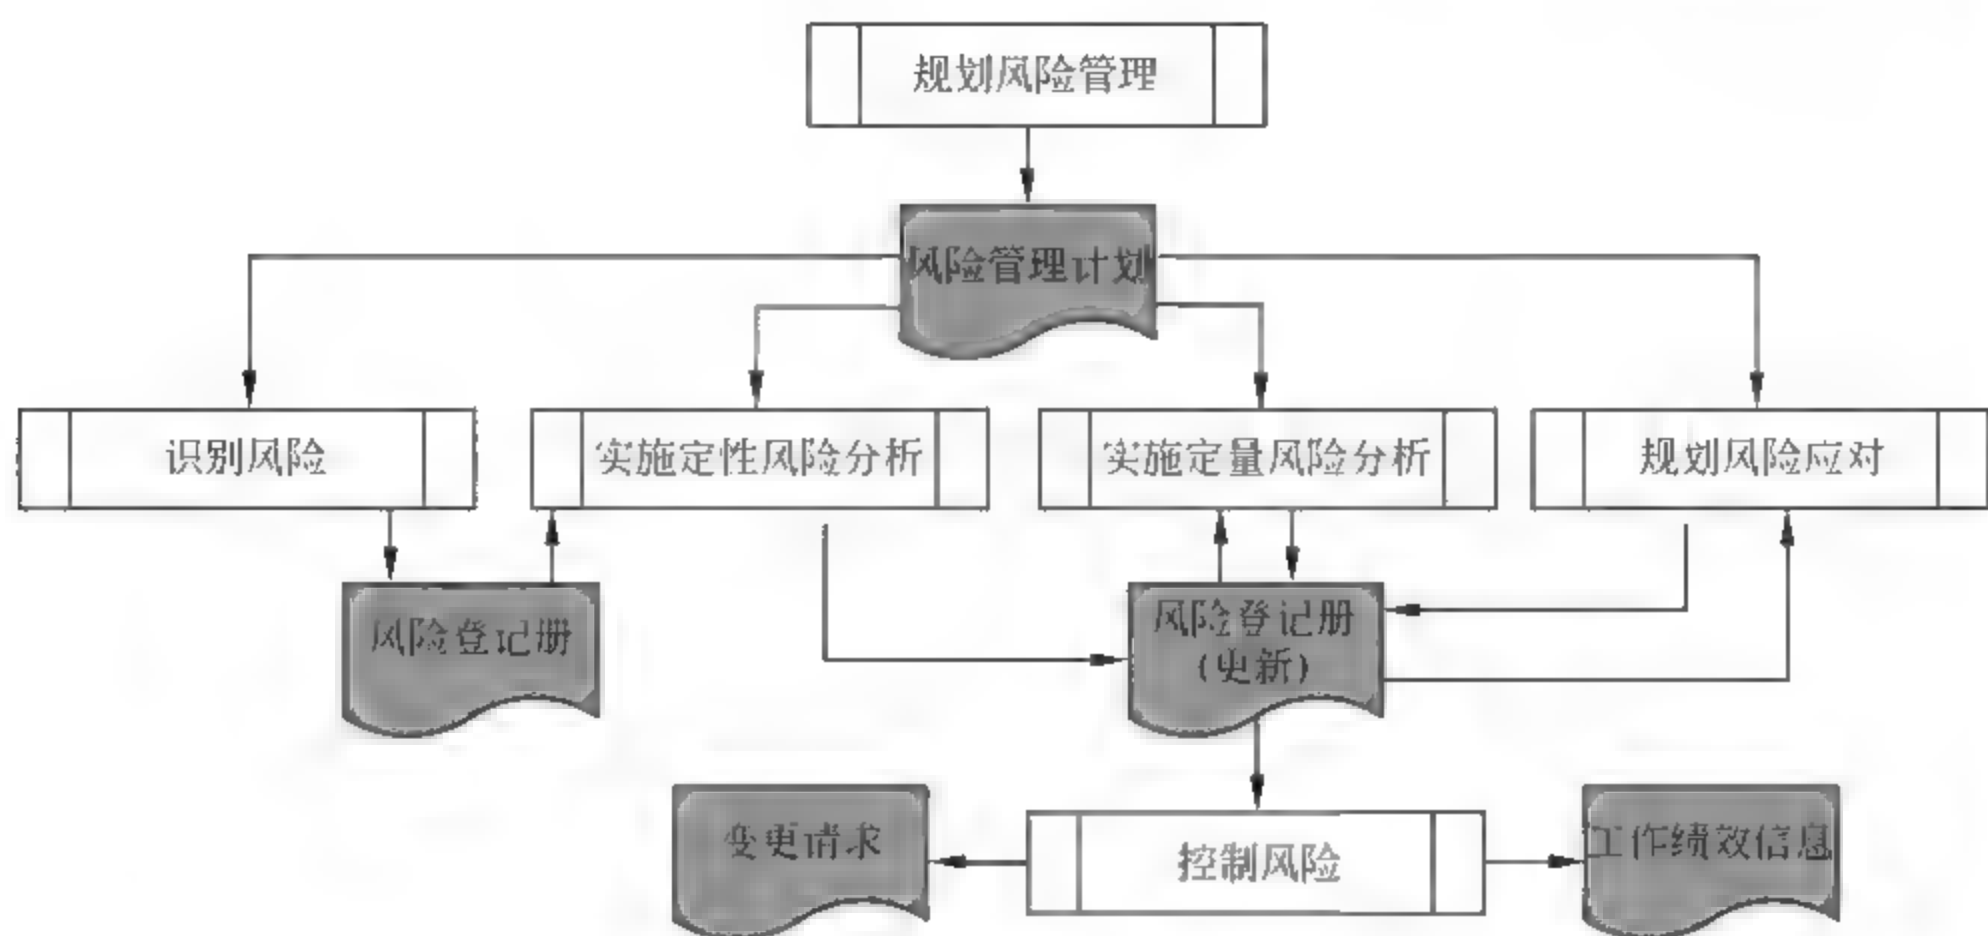 规划风险管理
风险管理计划
识别风险
实施定性风险分析
实施定量风险分析
规划风险应对
风险登记册
风险登记册
(更新)
变更请求
控制风险
工作绩效信息